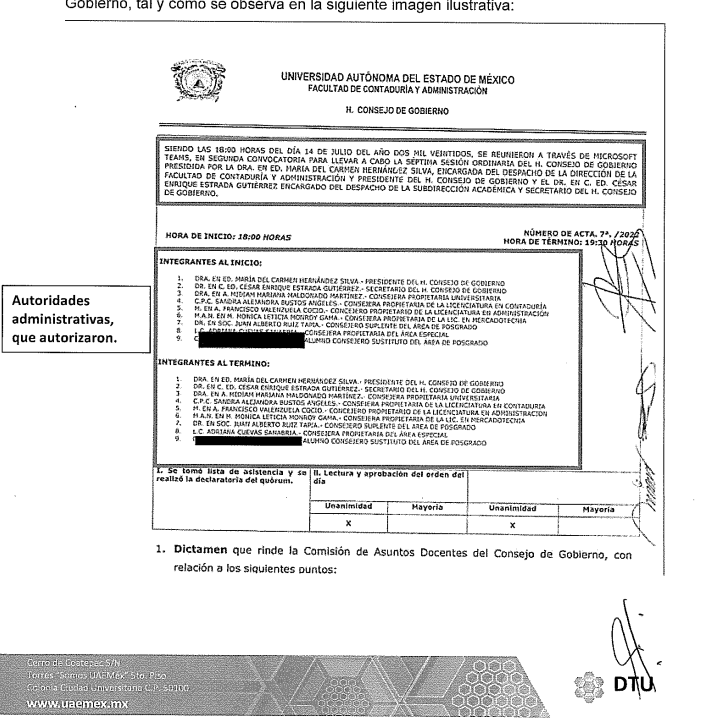 Gobierno, tal y como se observa en la siguiente imagen ilustrativa:
UNIVERSIDAD AUTÓNOMA DEL ESTADO DE MÉXICO
FACULTAD DE CONTADURÍA Y ADMINISTRACIÓN
H. CONSEJO DE GOBIERNO
SIENDO LAS 18:00 HORAS DEL DÍA 14 DE JULIO DEL AÑO DOS MIL VEINTIDOS, SE REUNIERON A TRAVÉS DE MICROSOFT
TEAMS, EN SEGUNDA CONVOCATORIA PARA LLEVAR A CABO LA SÉPTIMA SESIÓN ORDINARIA DEL H. CONSEJO DE GOBIERNO
PRESIDIDA POR LA DRA. EN ED. MARÍA DEL CARMEN HERNÁNDEZ SILVA, ENCARGADA DEL DESPACHO DE LA DIRECCIÓN DE LA
FACULTAD DE CONTADURÍA Y ADMINISTRACIÓN Y PRESIDENTE DEL H. CONSEJO DE GOBIERNO Y EL DR. EN C. ED. CÉSAR
ENRIQUE ESTRADA GUTIÉRREZ ENCARGADO DEL DESPACHO DE LA SUBDIRECCIÓN ACADÉMICA Y SECRETARIO DEL H. CONSEJO
DE GOBIERNO.
HORA DE INICIO: 18:00 HORAS
NÚMERO DE ACTA. 7ª. /2022
HORA DE TÉRMINO: 19:30 HORAS
Autoridades
administrativas,
que autorizaron.
INTEGRANTES AL INICIO:
1. DRA. EN ED. MARÍA DEL CARMEN HERNÁNDEZ SILVA.- PRESIDENTE DEL H. CONSEJO DE GOBIERNO
2. DR. EN C. ED. CÉSAR ENRIQUE ESTRADA GUTIÉRREZ.- SECRETARIO DEL H. CONSEJO DE GOBIERNO
3. DRA. EN A. MIDIAM MARIANA MALDONADO MARTÍNEZ.- CONSEJERA PROPIETARIA UNIVERSITARIA
4. C.P.C. SANDRA ALEJANDRA BUSTOS ANGELES.- CONSEJERA PROPIETARIA DE LA LICENCIATURA EN CONTADURÍA
5. M. EN A. FRANCISCO VALENZUELA COCIO.- CONCEJERO PROPIETARIO DE LA LICENCIATURA EN ADMINISTRACIÓN
6. M.A.N. EN M. MONICA LETICIA MONROY GAMA.- CONSEJERA PROPIETARIA DE LA LIC. EN MERCADOTECNIA
7. DR. EN SOC. JUAN ALBERTO RUIZ TAPIA.- CONSEJERO SUPLENTE DEL ÁREA DE POSGRADO
8. L.C. ADRIANA CUEVAS SANABRIA.- CONSEJERA PROPIETARIA DEL ÁREA ESPECIAL
9. C ALUMNO CONSEJERO SUSTITUTO DEL ÁREA DE POSGRADO
INTEGRANTES AL TERMINO:
1. DRA. EN ED. MARÍA DEL CARMEN HERNÁNDEZ SILVA.- PRESIDENTE DEL H. CONSEJO DE GOBIERNO
2. DR. EN C. ED. CÉSAR ENRIQUE ESTRADA GUTIÉRREZ.- SECRETARIO DEL H. CONSEJO DE GOBIERNO
3. DRA. EN A. MIDIAM MARIANA MALDONADO MARTÍNEZ.- CONSEJERA PROPIETARIA UNIVERSITARIA
4. C.P.C. SANDRA ALEJANDRA BUSTOS ANGELES.- CONSEJERA PROPIETARIA DE LA LICENCIATURA EN CONTADURIA
5. M. EN A. FRANCISCO VALENZUELA COCIO.- CONCEJERO PROPIETARIO DE LA LICENCIATURA EN ADMINISTRACIÓN
6. M.A.N. EN M. MONICA LETICIA MONROY GAMA.- CONSEJERA PROPIETARIA DE LA LIC. EN MERCADOTECNIA
7. DR. EN SOC. JUAN ALBERTO RUIZ TAPIA.- CONSEJERO SUPLENTE DEL ÁREA DE POSGRADO
8. L.C. ADRIANA CUEVAS SANABRIA.- CONSEJERA PROPIETARIA DEL ÁREA ESPECIAL
9. C ALUMNO CONSEJERO SUSTITUTO DEL ÁREA DE POSGRADO
I. Se tomó lista de asistencia y se
realizó la declaratoria del quórum.
II. Lectura y aprobación del orden del
día
Unanimidad Mayoría Unanimidad Mayoría
X X
1. Dictamen que rinde la Comisión de Asuntos Docentes del Consejo de Gobierno, con
relación a los siguientes puntos:
Cerro de Coatepec S/N
Torres "Somos UAEMéx" 5to. Piso
Colonia Ciudad Universitaria C.P. 50100
www.uaemex.mx
DTU